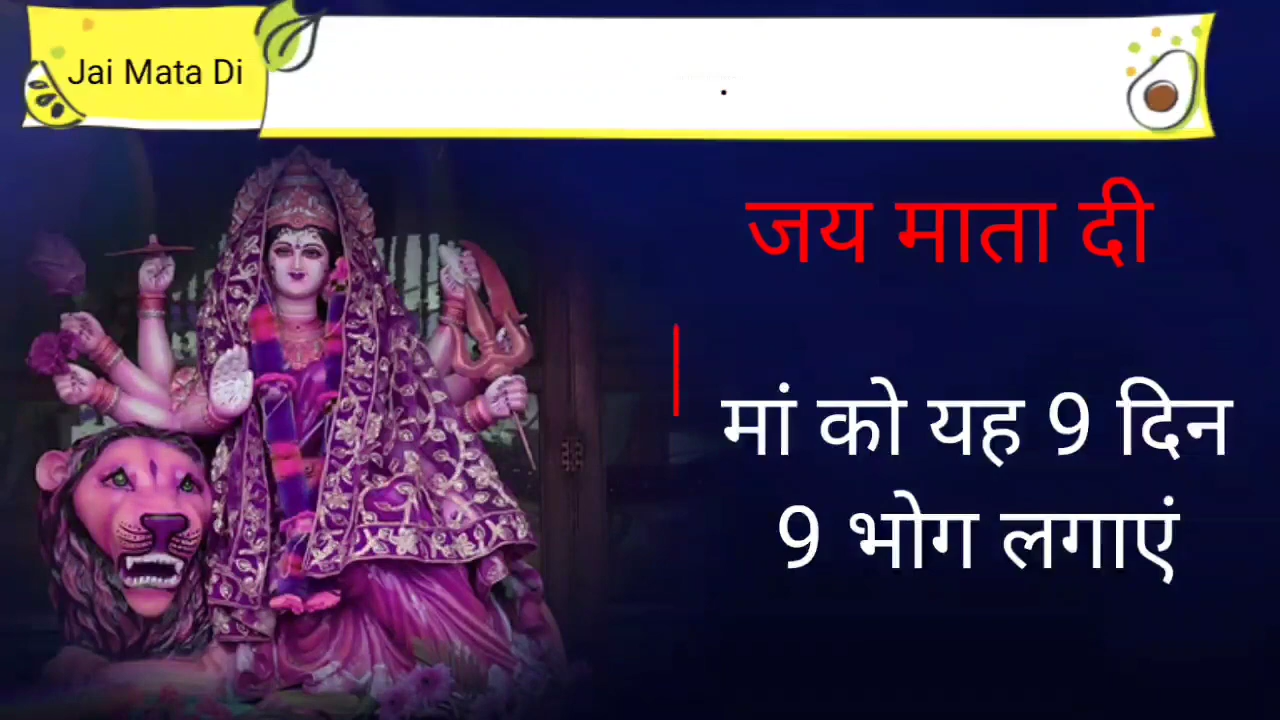 Jai Mata Di
जय माता दी
मां को यह 9 दिन
9 भोग लगाएं